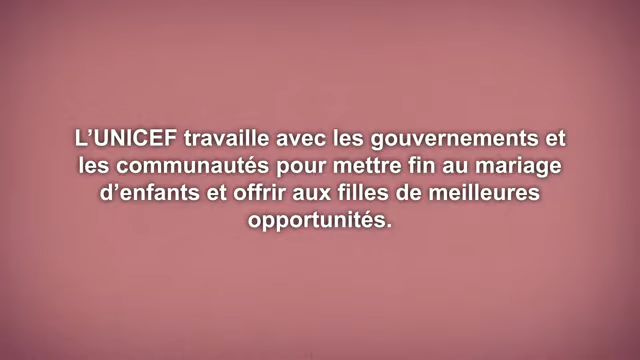 L’UNICEF travaille avec les gouvernements et
les communautés pour mettre fin au mariage
d’enfants et offrir aux filles de meilleures
opportunités.